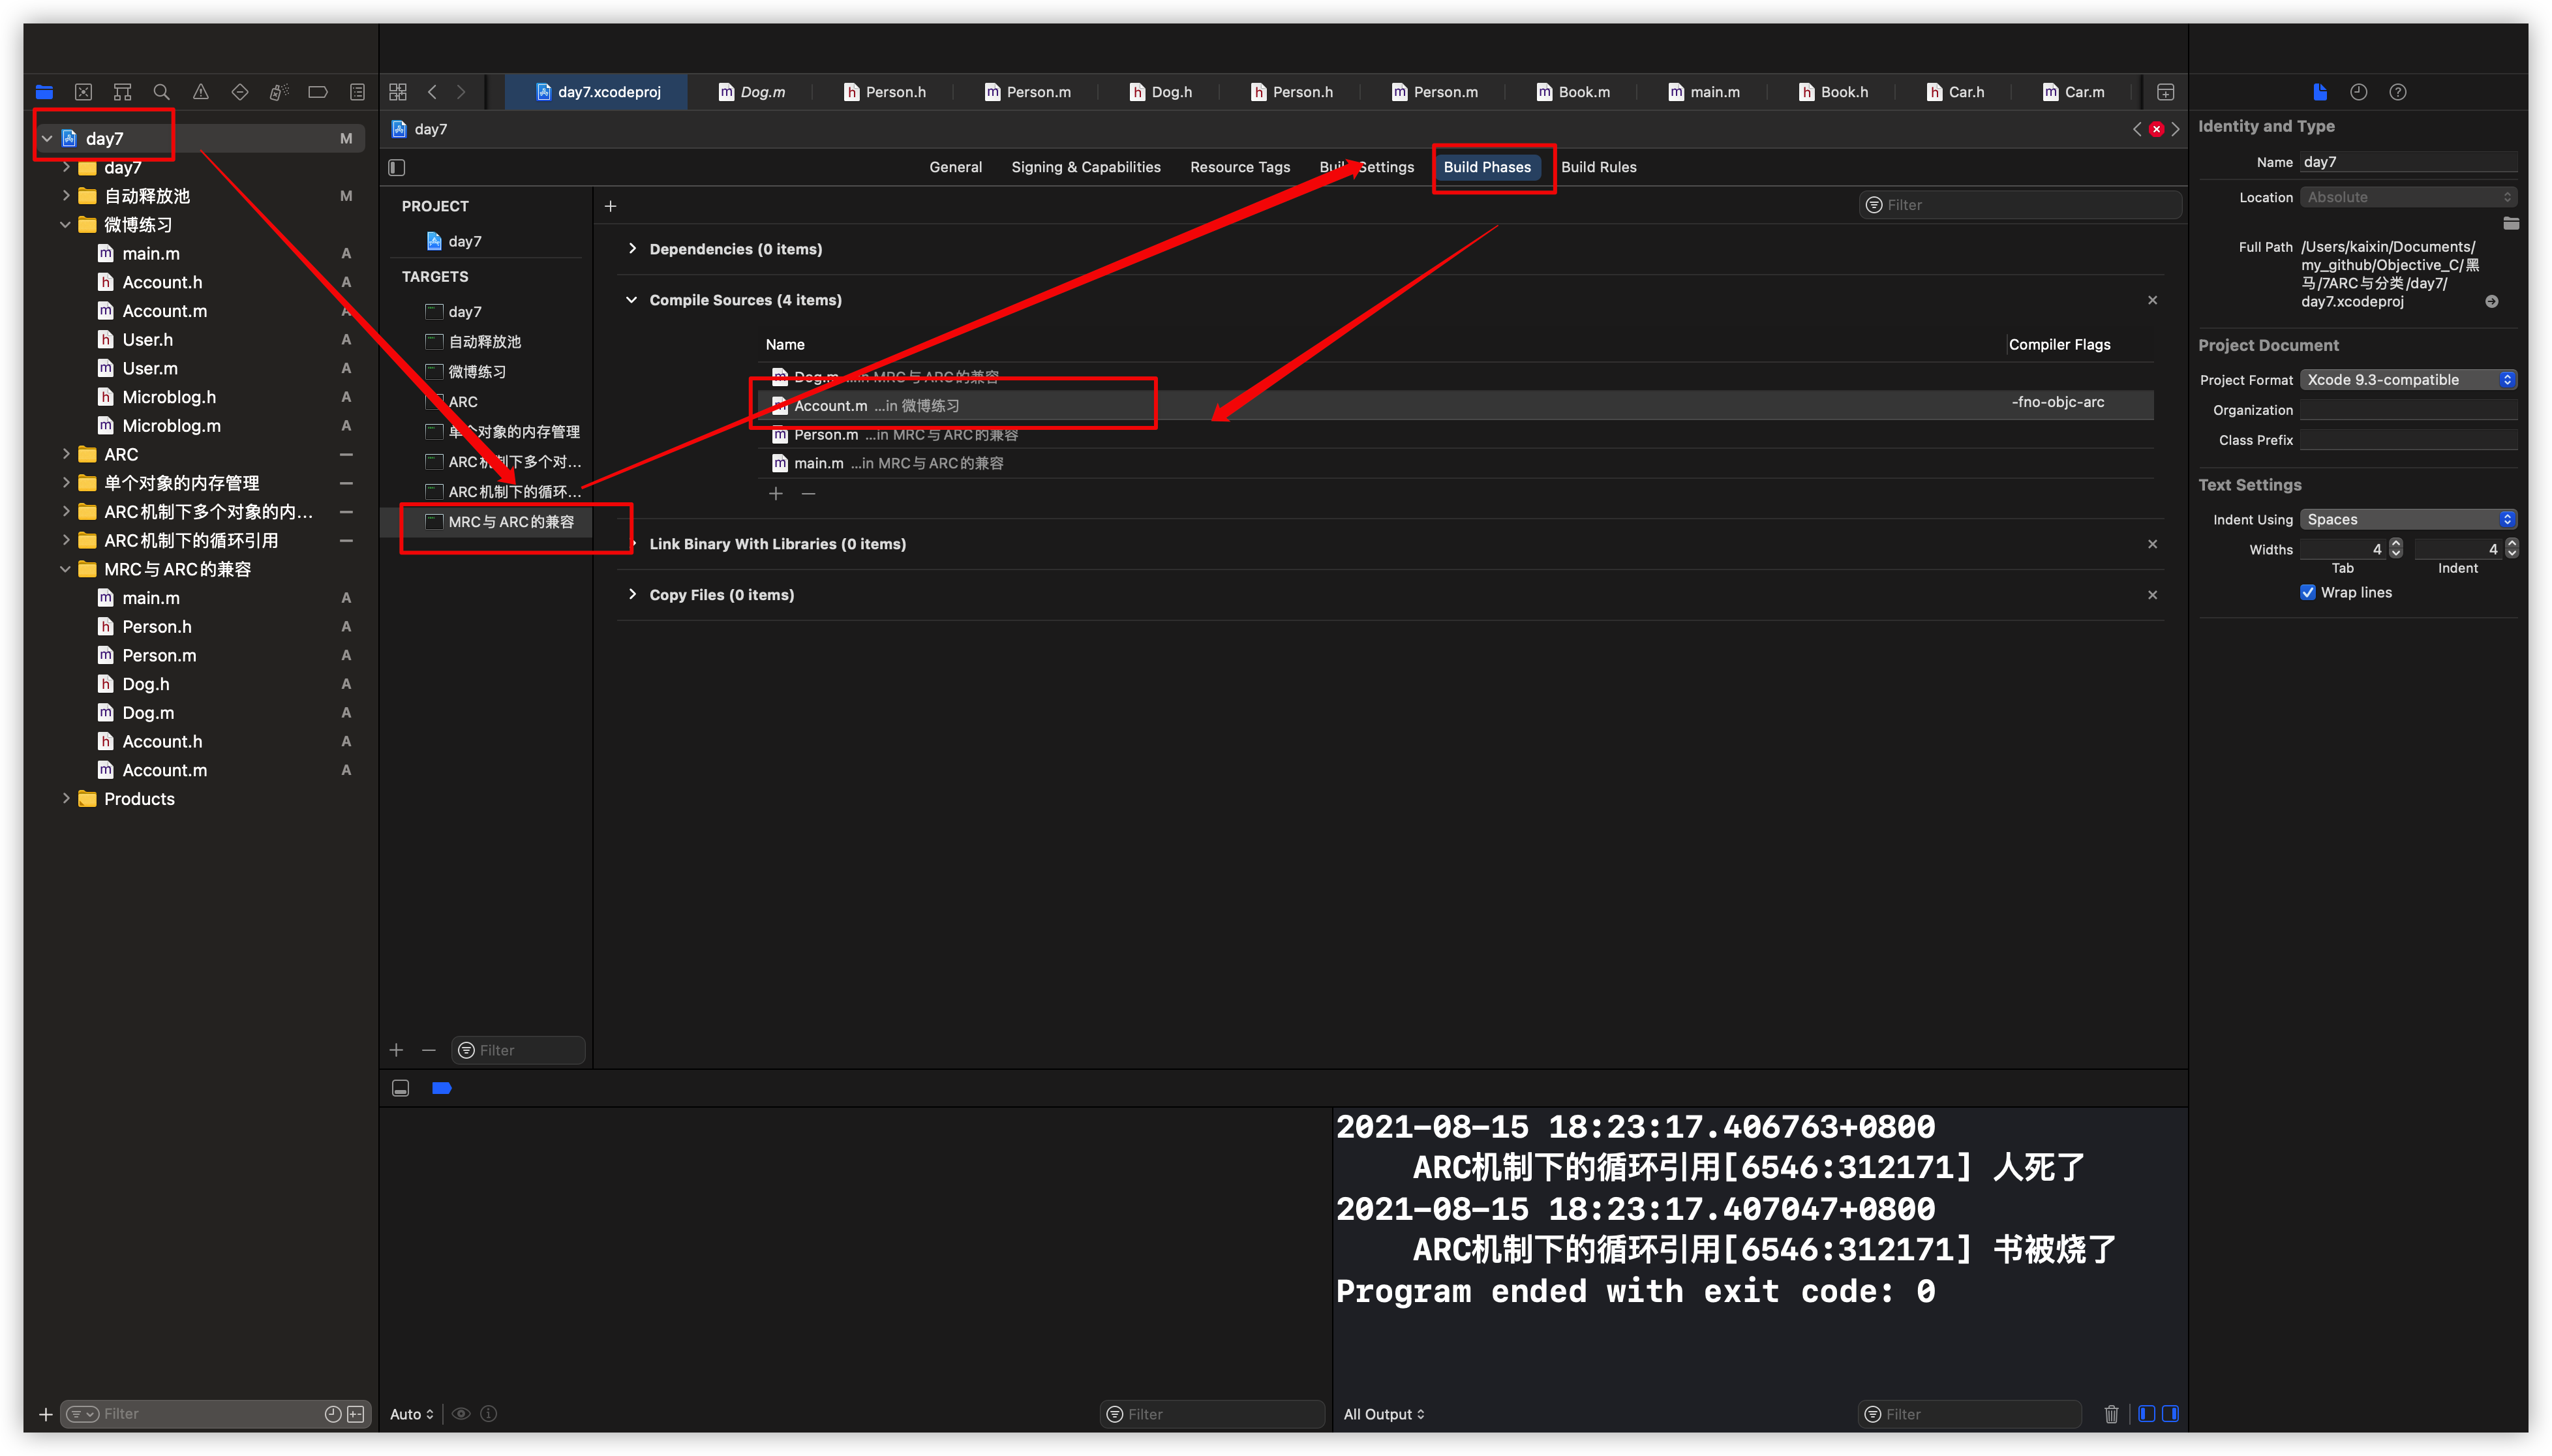 day7
M
day7
自动释放池
M
微博练习
main.m
A
Account.h
A
Account.m
A
User.h
A
User.m
A
Microblog.h
A
Microblog.m
A
ARC
单个对象的内存管理
ARC机制下多个对象的内...
ARC机制下的循环引用
MRC与ARC的兼容
main.m
A
Person.h
A
Person.m
A
Dog.h
A
Dog.m
A
Account.h
A
Account.m
A
Products
Filter
day7.xcodeproj
Dog.m
Person.h
Person.m
Dog.h
Person.h
Person.m
Book.m
main.m
Book.h
Car.h
Car.m
day7
General
Signing & Capabilities
Resource Tags
Build Settings
Build Phases
Build Rules
PROJECT
day7
TARGETS
day7
自动释放池
微博练习
ARC
单个对象的内存管理
ARC机制下多个对...
ARC机制下的循环...
MRC与ARC的兼容
Filter
Filter
Dependencies (0 items)
Compile Sources (4 items)
Name
Compiler Flags
Dog.m ...in MRC与ARC的兼容
Account.m ...in 微博练习
-fno-objc-arc
Person.m ...in MRC与ARC的兼容
main.m ...in MRC与ARC的兼容
Link Binary With Libraries (0 items)
Copy Files (0 items)
Auto
Filter
2021-08-15 18:23:17.406763+0800
ARC机制下的循环引用[6546:312171] 人死了
2021-08-15 18:23:17.407047+0800
ARC机制下的循环引用[6546:312171] 书被烧了
Program ended with exit code: 0
All Output
Filter
Identity and Type
Name
day7
Location
Absolute
Full Path
/Users/kaixin/Documents/
my_github/Objective_C/黑
马/7ARC与分类/day7/
day7.xcodeproj
Project Document
Project Format
Xcode 9.3-compatible
Organization
Class Prefix
Text Settings
Indent Using
Spaces
Widths
4
4
Tab
Indent
Wrap lines